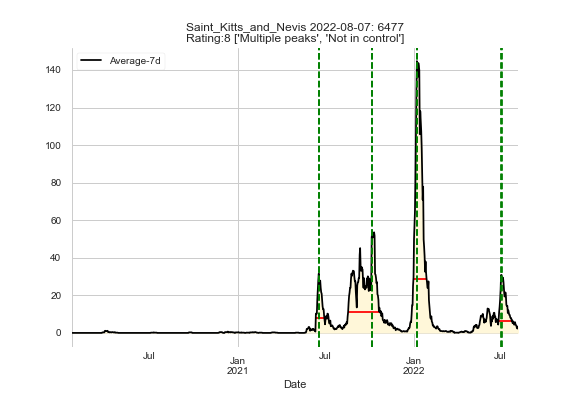 Saint_Kitts_and_Nevis 2022-08-07: 6477
Rating:8 ['Multiple peaks', 'Not in control']
Average-7d
140
120
100
80
60
40
20
0
Jul
Jan
2021
Jul
Jan
2022
Jul
Date